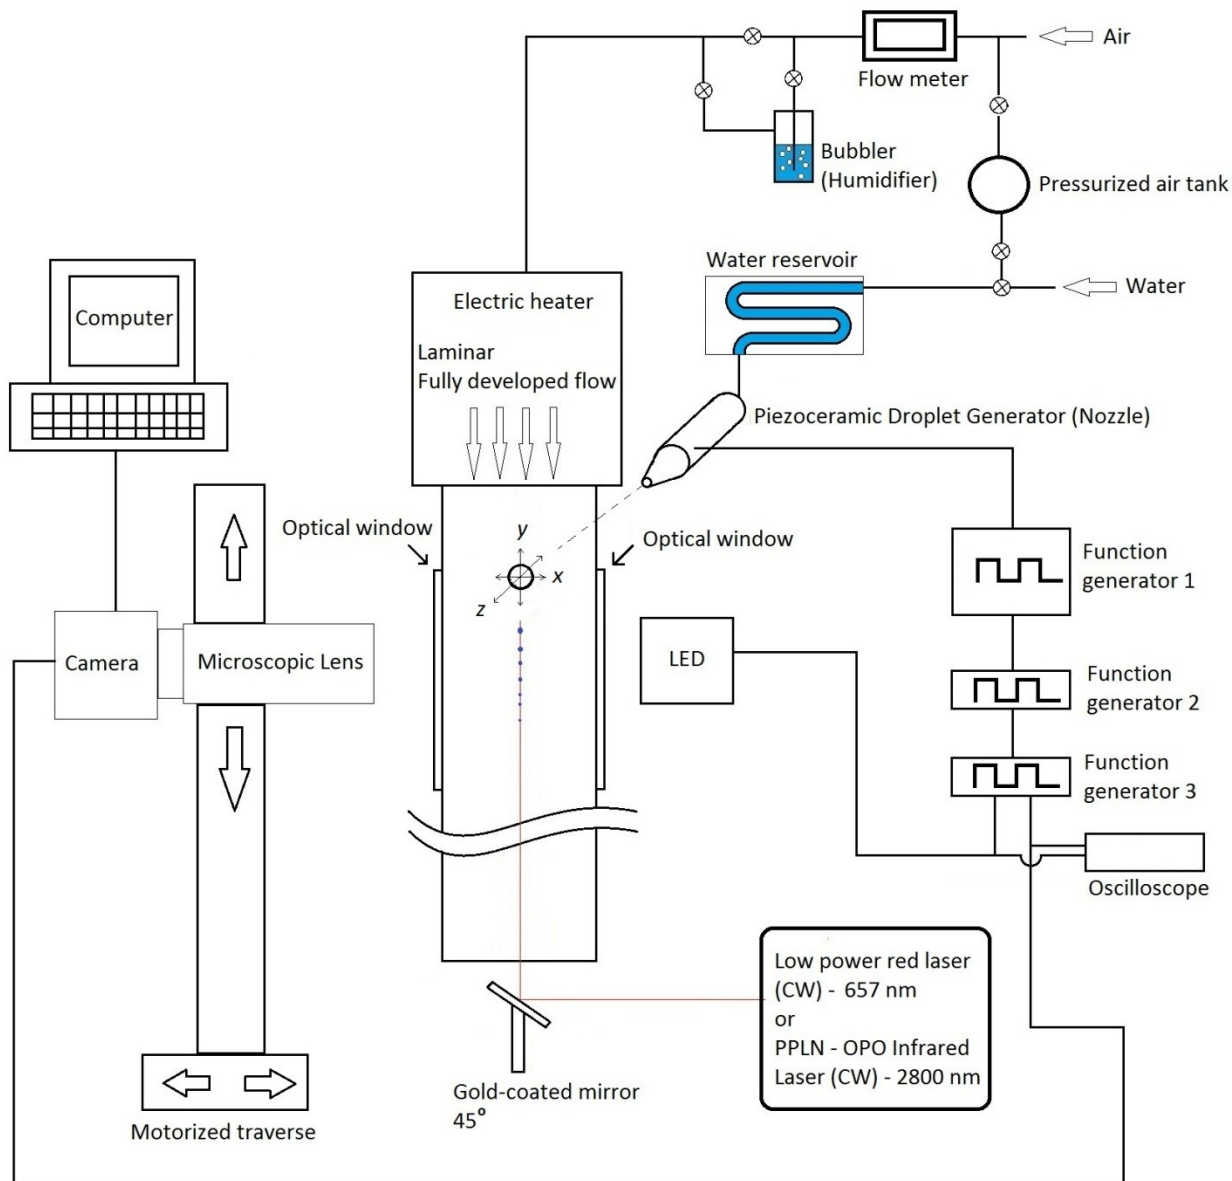 Air
Flow meter
Bubbler
(Humidifier)
Pressurized air tank
Water reservoir
Water
Electric heater
Computer
Laminar
Fully developed flow
Piezoceramic Droplet Generator (Nozzle)
Optical window
y
x
z
Optical window
Function
generator 1
Camera
Microscopic Lens
LED
Function
generator 2
Function
generator 3
Oscilloscope
Low power red laser
(CW) - 657 nm
or
PPLN - OPO Infrared
Laser (CW) - 2800 nm
Gold-coated mirror
45°
Motorized traverse